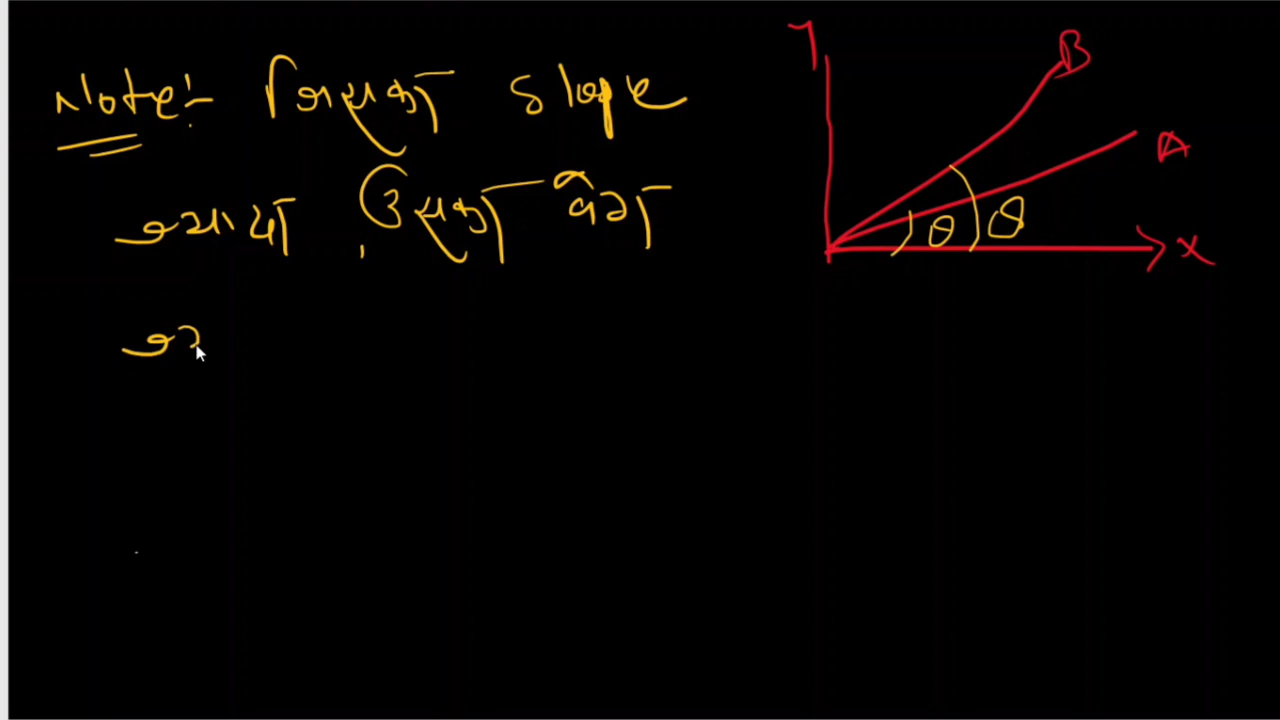 Note:- जिसका slope
ज्यादा , उसका वेग
Y
B
A
θ θ
X